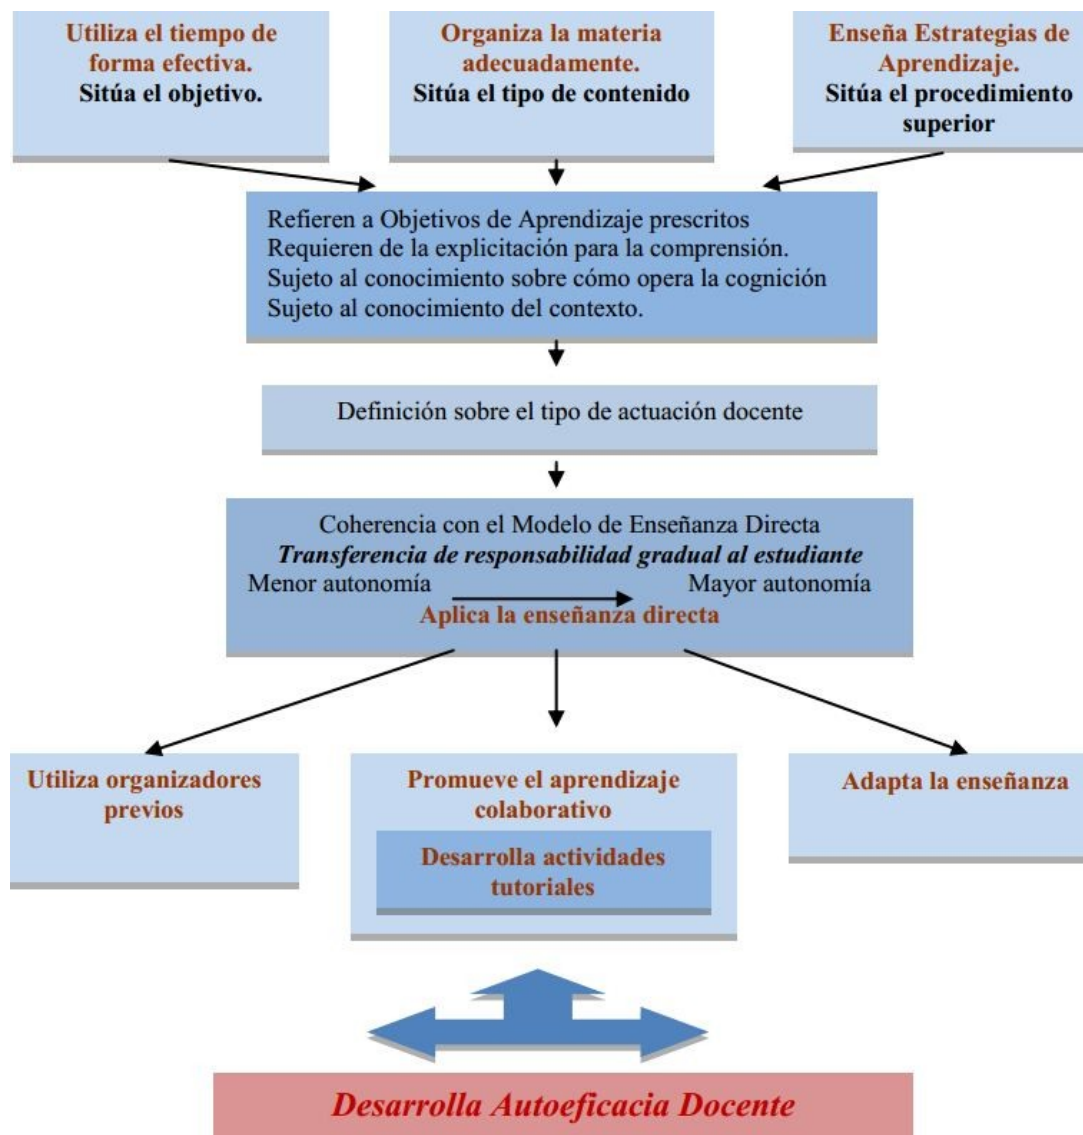 Utiliza el tiempo de
forma efectiva.
Sitúa el objetivo.
Organiza la materia
adecuadamente.
Sitúa el tipo de contenido
Enseña Estrategias de
Aprendizaje.
Sitúa el procedimiento
superior
Refieren a Objetivos de Aprendizaje prescritos
Requieren de la explicitación para la comprensión.
Sujeto al conocimiento sobre cómo opera la cognición
Sujeto al conocimiento del contexto.
Definición sobre el tipo de actuación docente
Coherencia con el Modelo de Enseñanza Directa
Transferencia de responsabilidad gradual al estudiante
Menor autonomía Mayor autonomía
Aplica la enseñanza directa
Utiliza organizadores
previos
Promueve el aprendizaje
colaborativo
Desarrolla actividades
tutoriales
Adapta la enseñanza
Desarrolla Autoeficacia Docente